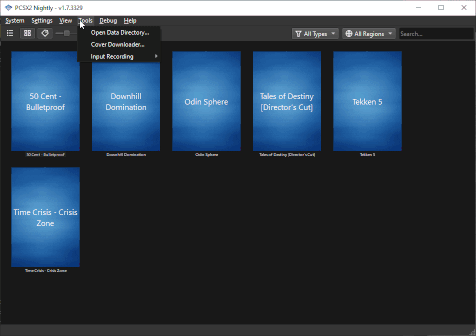 PCSX2 Nightly - v1.7.3329
System Settings View Tools Debug Help
Open Data Directory...
Cover Downloader...
Input Recording
All Types
All Regions
Search...
50 Cent -
Bulletproof
Downhill
Domination
Odin Sphere
Tales of Destiny
[Director's Cut]
Tekken 5
50 Cent - Bulletproof
Downhill Domination
Odin Sphere
Tales of Destiny [Director's Cut]
Tekken 5
Time Crisis - Crisis
Zone
Time Crisis - Crisis Zone